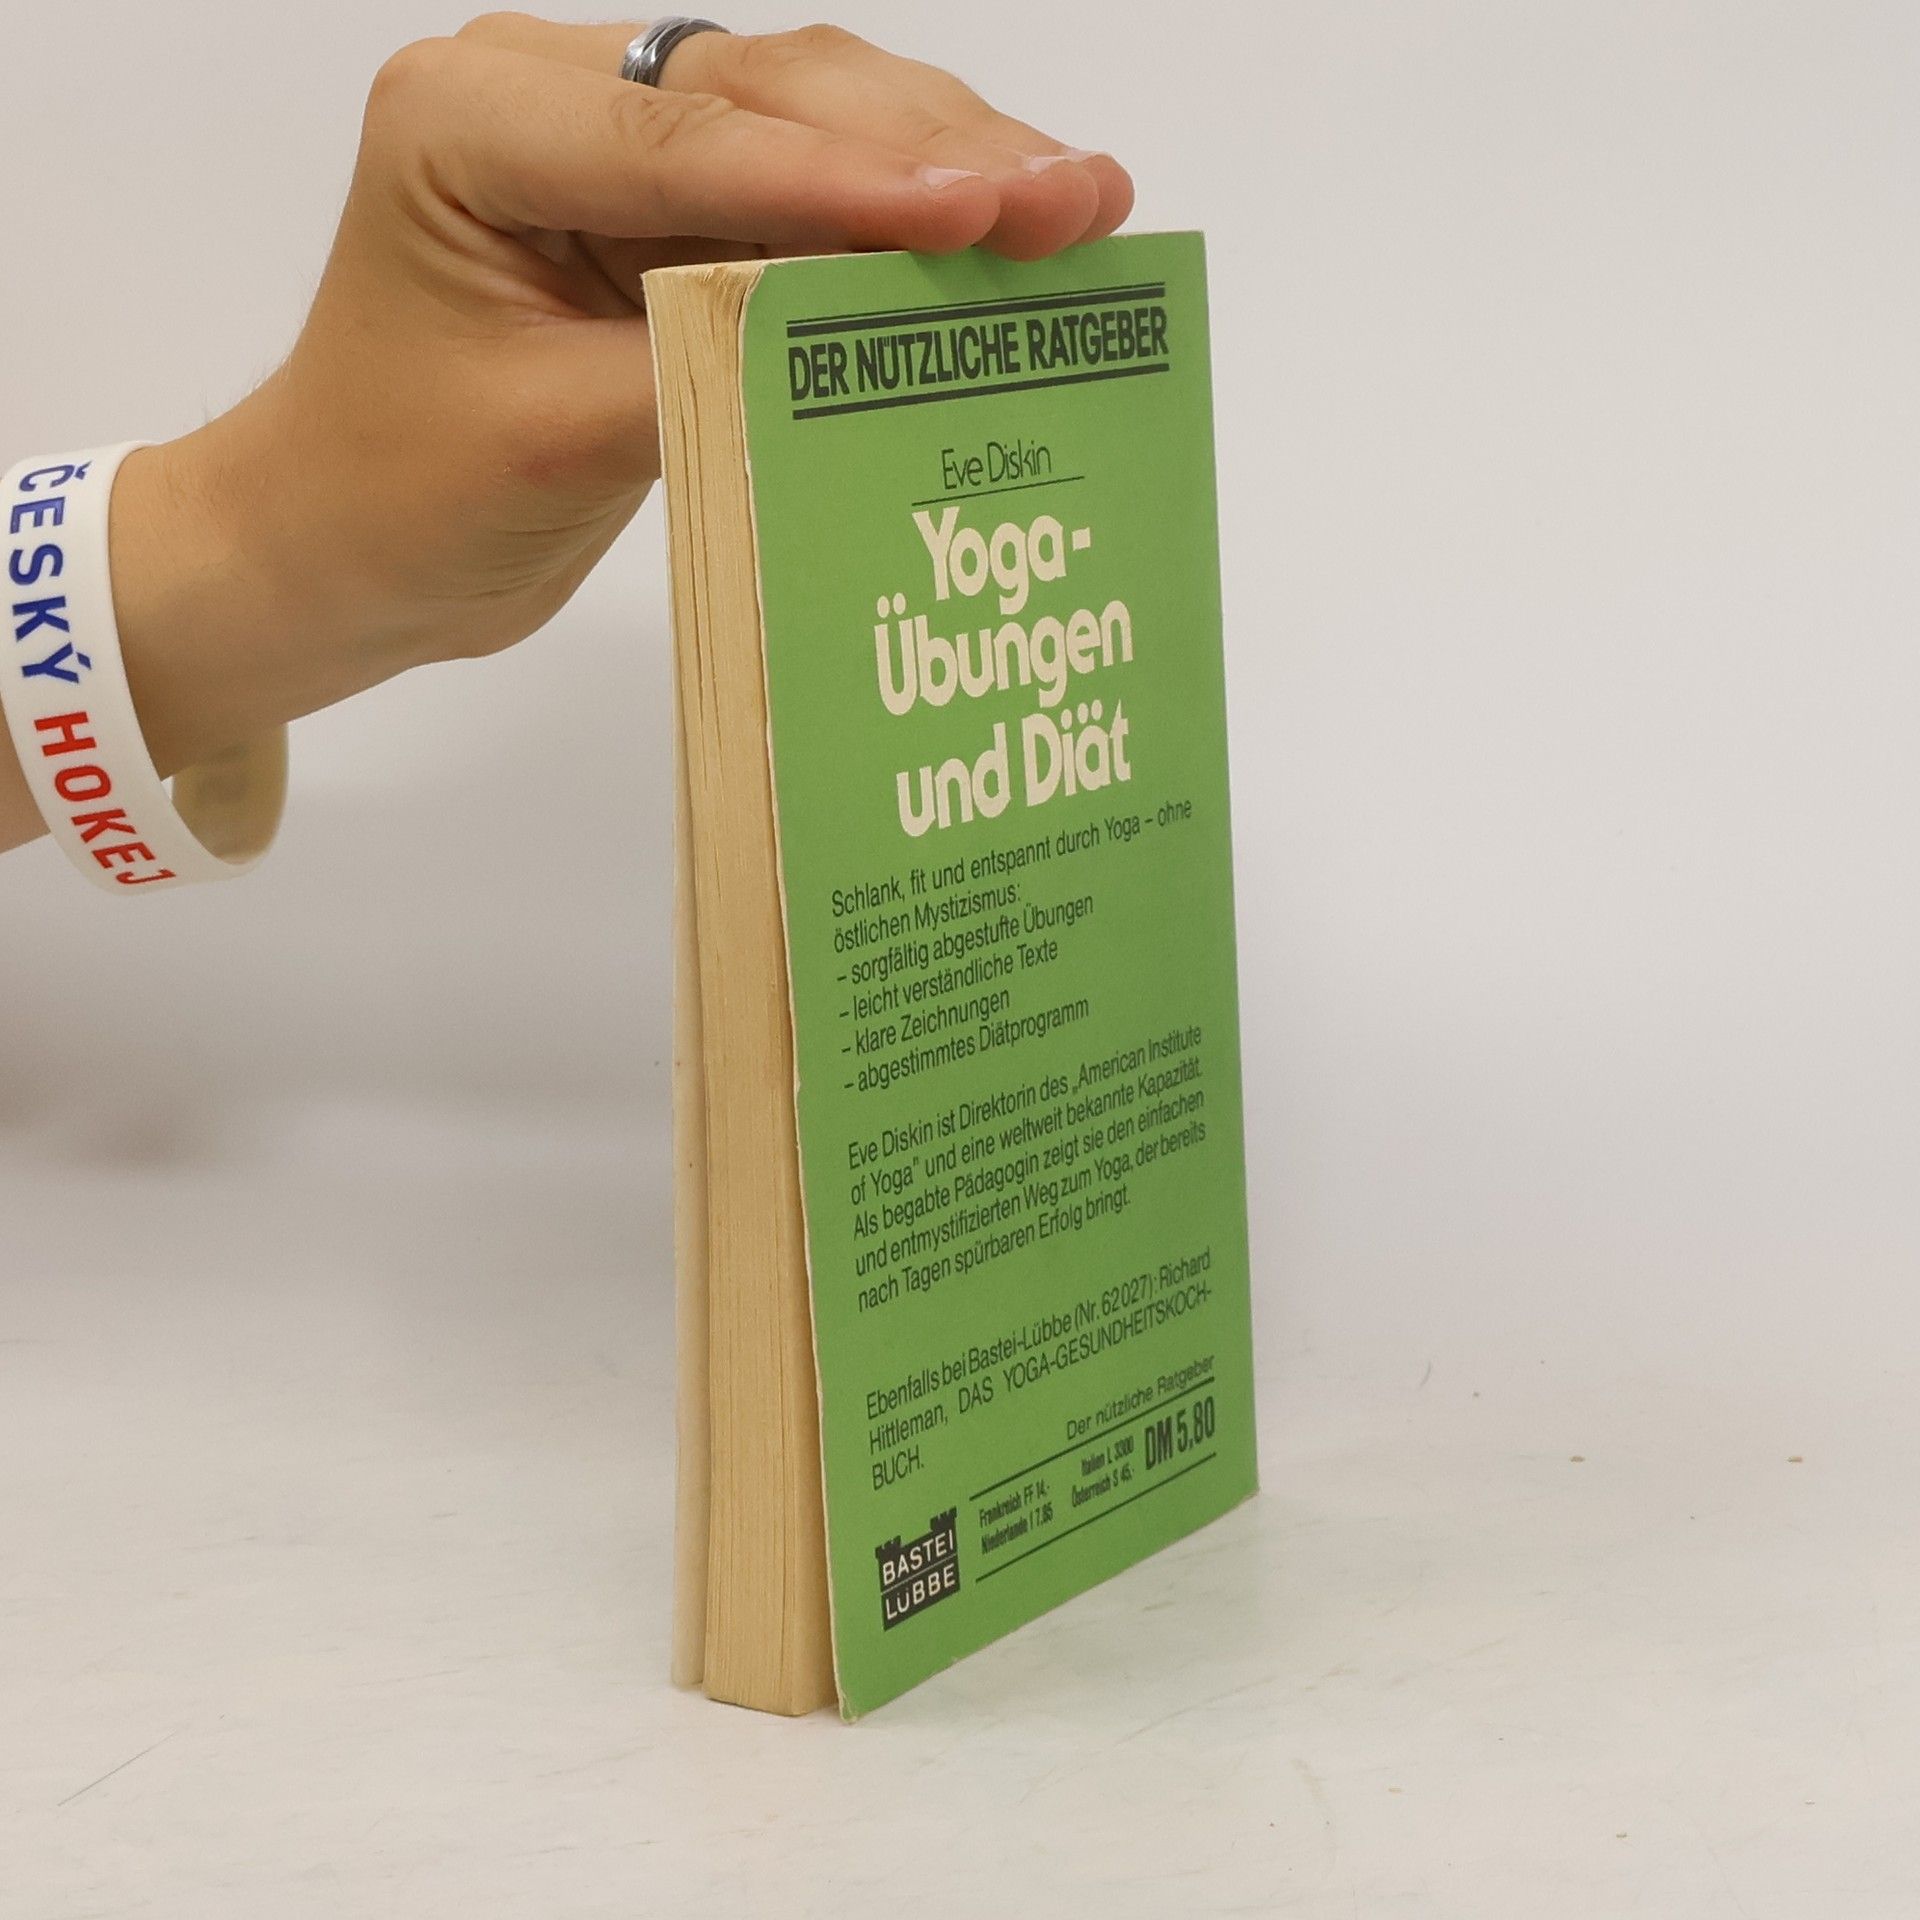 ČESKÝ HOKEJ
DER NÜTZLICHE RATGEBER
Eve Diskin
Yoga-
Übungen
und Diät
Schlank, fit und entspannt durch Yoga – ohne
östlichen Mystizismus:
– sorgfältig abgestufte Übungen
– leicht verständliche Texte
– klare Zeichnungen
– abgestimmtes Diätprogramm
Eve Diskin ist Direktorin des „American Institute
of Yoga" und eine weltweit bekannte Kapazität.
Als begabte Pädagogin zeigt sie den einfachen
und entmystifizierten Weg zum Yoga, der bereits
nach Tagen spürbaren Erfolg bringt.
Ebenfalls bei Bastei-Lübbe (Nr. 62027): Richard
Hittleman, DAS YOGA-GESUNDHEITSKOCH-
BUCH.
Der nützliche Ratgeber
Frankreich FF 14,- Italien L 3300 DM 5,80
Niederlande f 7.85 Österreich S 45,-
BASTEI
LÜBBE